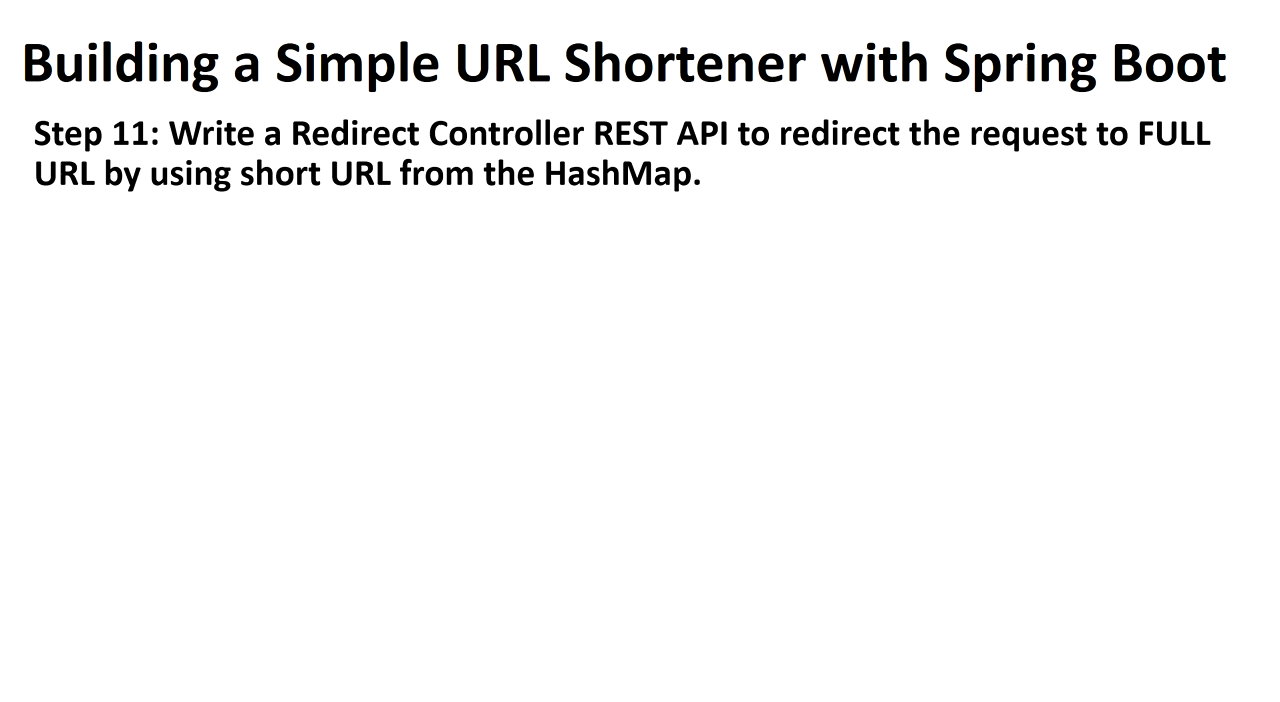 Building a Simple URL Shortener with Spring Boot
Step 11: Write a Redirect Controller REST API to redirect the request to FULL
URL by using short URL from the HashMap.